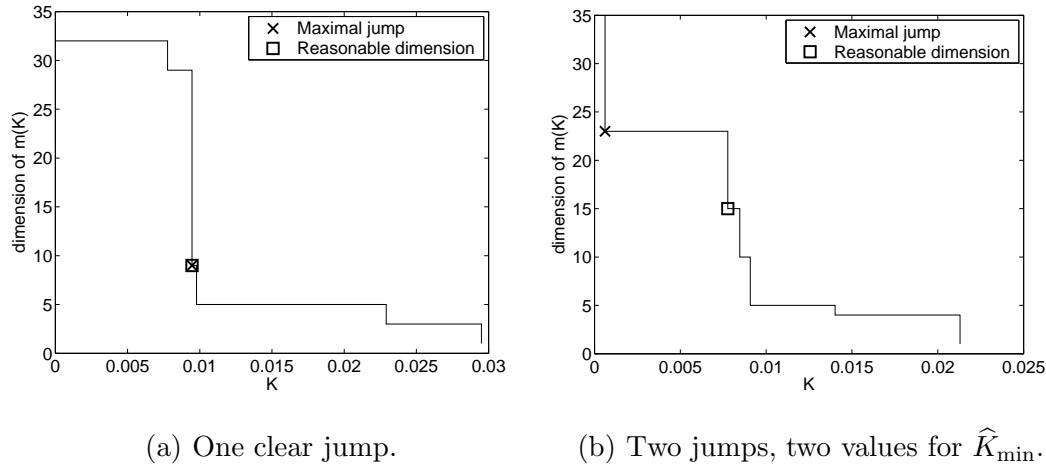 Maximal jump
Reasonable dimension
35
30
25
20
15
10
5
0
dimension of m(K)
0
0.005
0.01
0.015
0.02
0.025
0.03
K
(a) One clear jump.
Maximal jump
Reasonable dimension
35
30
25
20
15
10
5
0
dimension of m(K)
0
0.005
0.01
0.015
0.02
0.025
K
(b) Two jumps, two values for K̂min.